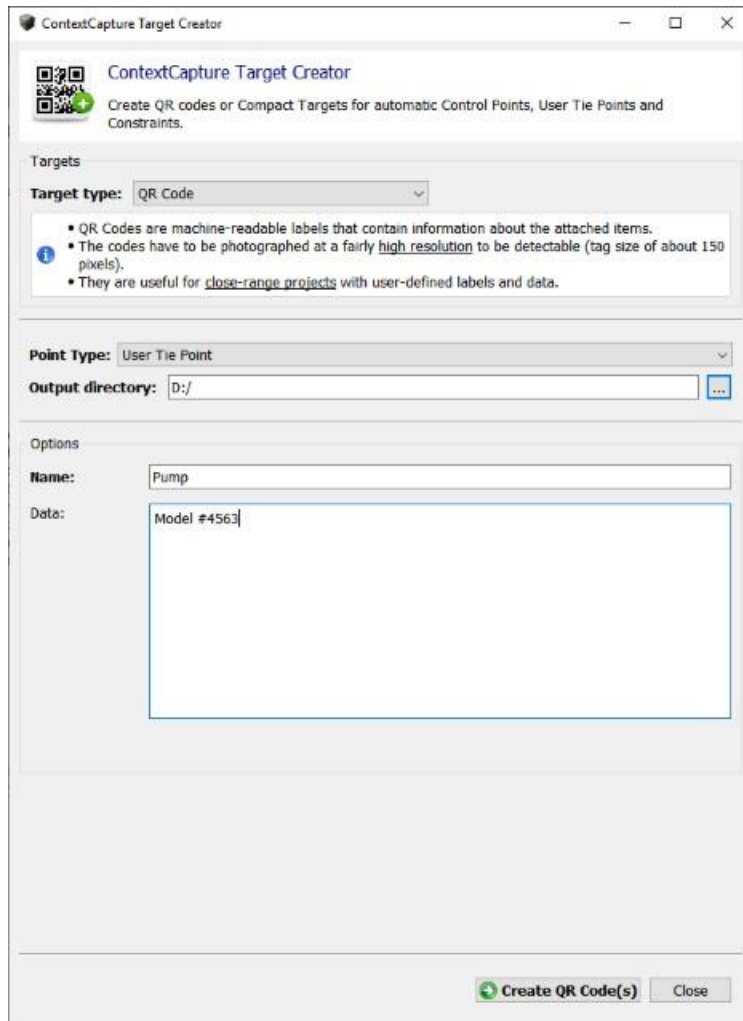 ContextCapture Target Creator
ContextCapture Target Creator
Create QR codes or Compact Targets for automatic Control Points, User Tie Points and
Constraints.
Targets
Target type: QR Code
• QR Codes are machine-readable labels that contain information about the attached items.
• The codes have to be photographed at a fairly high resolution to be detectable (tag size of about 150
pixels).
• They are useful for close-range projects with user-defined labels and data.
Point Type: User Tie Point
Output directory: D:/
...
Options
Name: Pump
Data: Model #4563
Create QR Code(s) Close